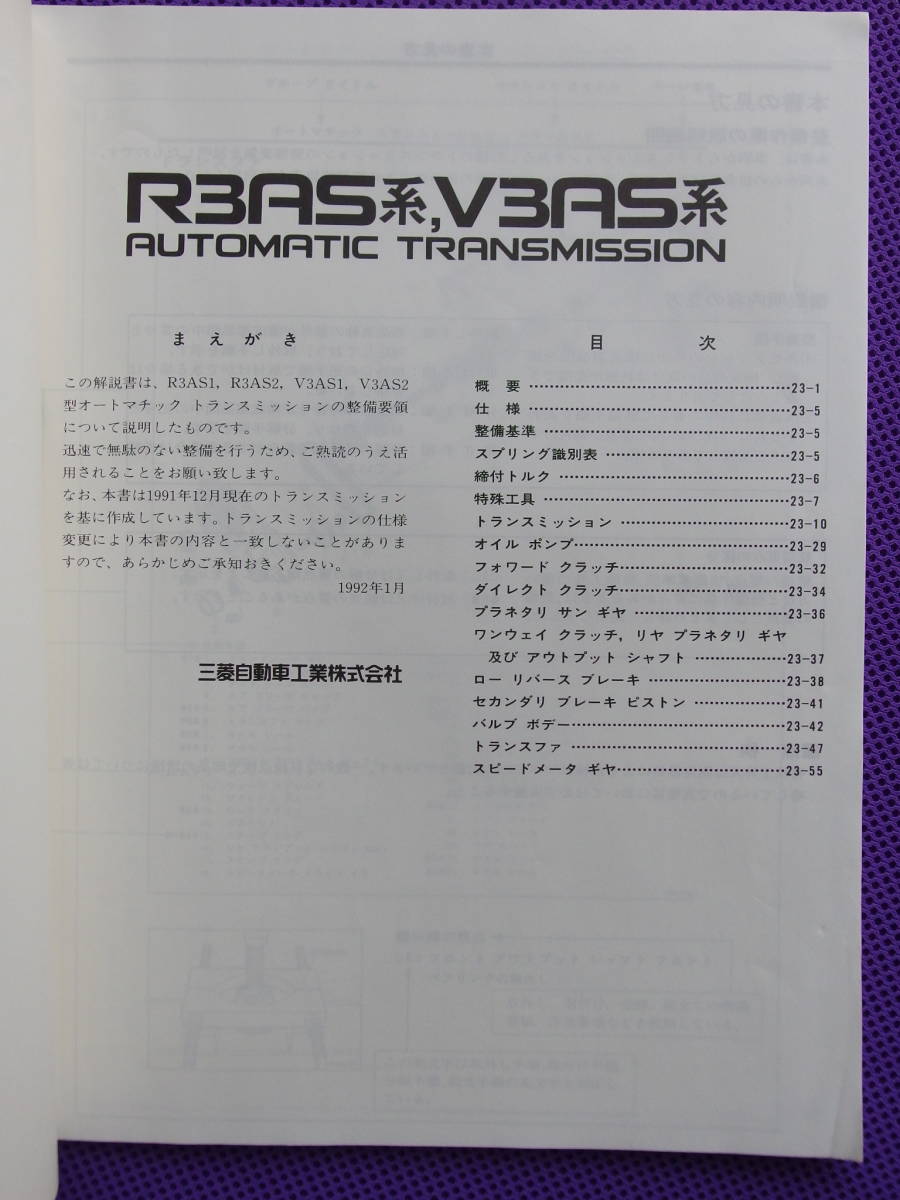 R3AS系,V3AS系
AUTOMATIC TRANSMISSION
まえがき
この解説書は、R3AS1, R3AS2, V3AS1, V3AS2
型オートマチック トランスミッションの整備要領
について説明したものです。
迅速で無駄のない整備を行うため、ご熟読のうえ活
用されることをお願い致します。
なお、本書は1991年12月現在のトランスミッション
を基に作成しています。トランスミッションの仕様
変更により本書の内容と一致しないことがありま
すので、あらかじめご承知おきください。
1992年1月
三菱自動車工業株式会社
目次
概要 ……………………………………23-1
仕様 ……………………………………23-5
整備基準 ………………………………23-5
スプリング識別表 ……………………23-5
締付トルク ……………………………23-6
特殊工具 ………………………………23-7
トランスミッション …………………23-10
オイル ポンプ…………………………23-29
フォワード クラッチ…………………23-32
ダイレクト クラッチ…………………23-34
プラネタリ サン ギヤ ………………23-36
ワンウェイ クラッチ, リヤ プラネタリ ギヤ
及び アウトプット シャフト ………………23-37
ロー リバース ブレーキ ……………23-38
セカンダリ ブレーキ ピストン ………………23-41
バルブ ボデー…………………………23-42
トランスファ …………………………23-47
スピードメータ ギヤ…………………23-55